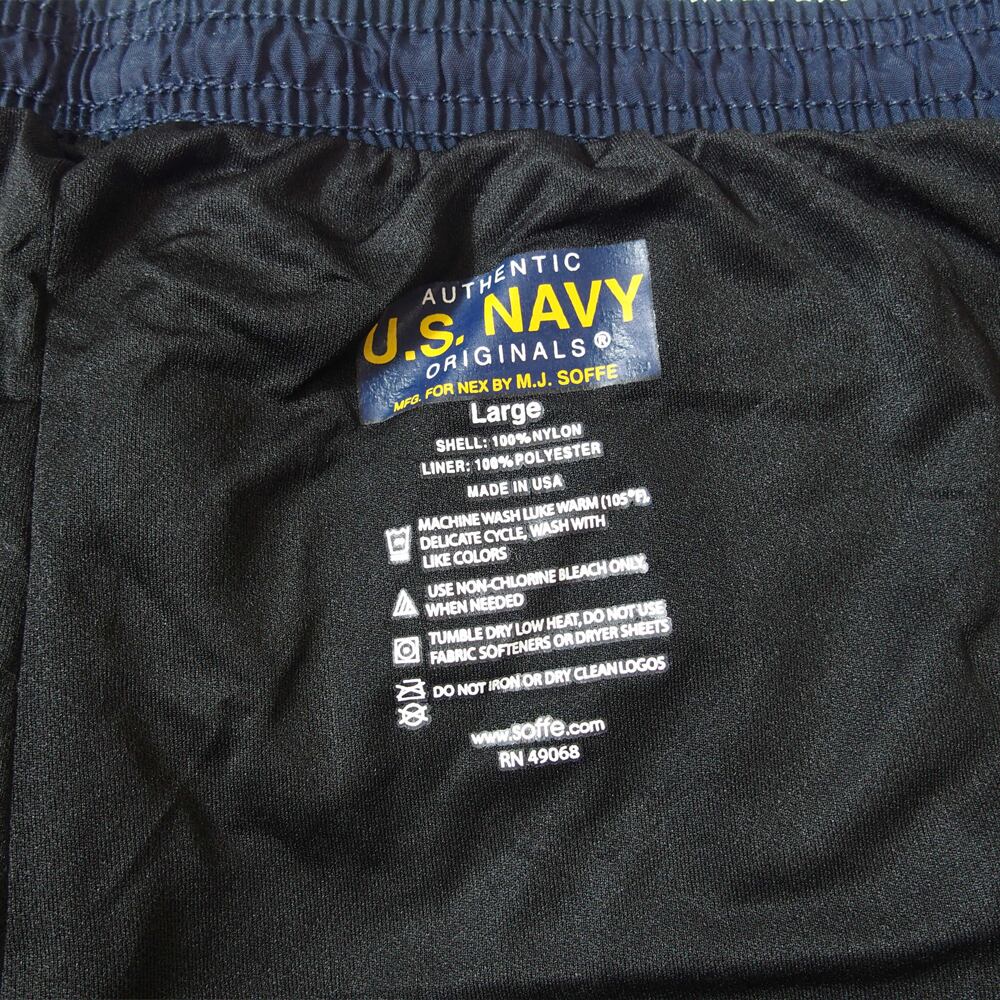 AUTHENTIC
U.S. NAVY
ORIGINALS®
MFG. FOR NEX BY M.J. SOFFE
Large
SHELL: 100% NYLON
LINER: 100% POLYESTER
MADE IN USA
MACHINE WASH LUKE WARM (105°F),
DELICATE CYCLE, WASH WITH
LIKE COLORS
USE NON-CHLORINE BLEACH ONLY,
WHEN NEEDED
TUMBLE DRY LOW HEAT, DO NOT USE
FABRIC SOFTENERS OR DRYER SHEETS
DO NOT IRON OR DRY CLEAN LOGOS
www.soffe.com
RN 49068